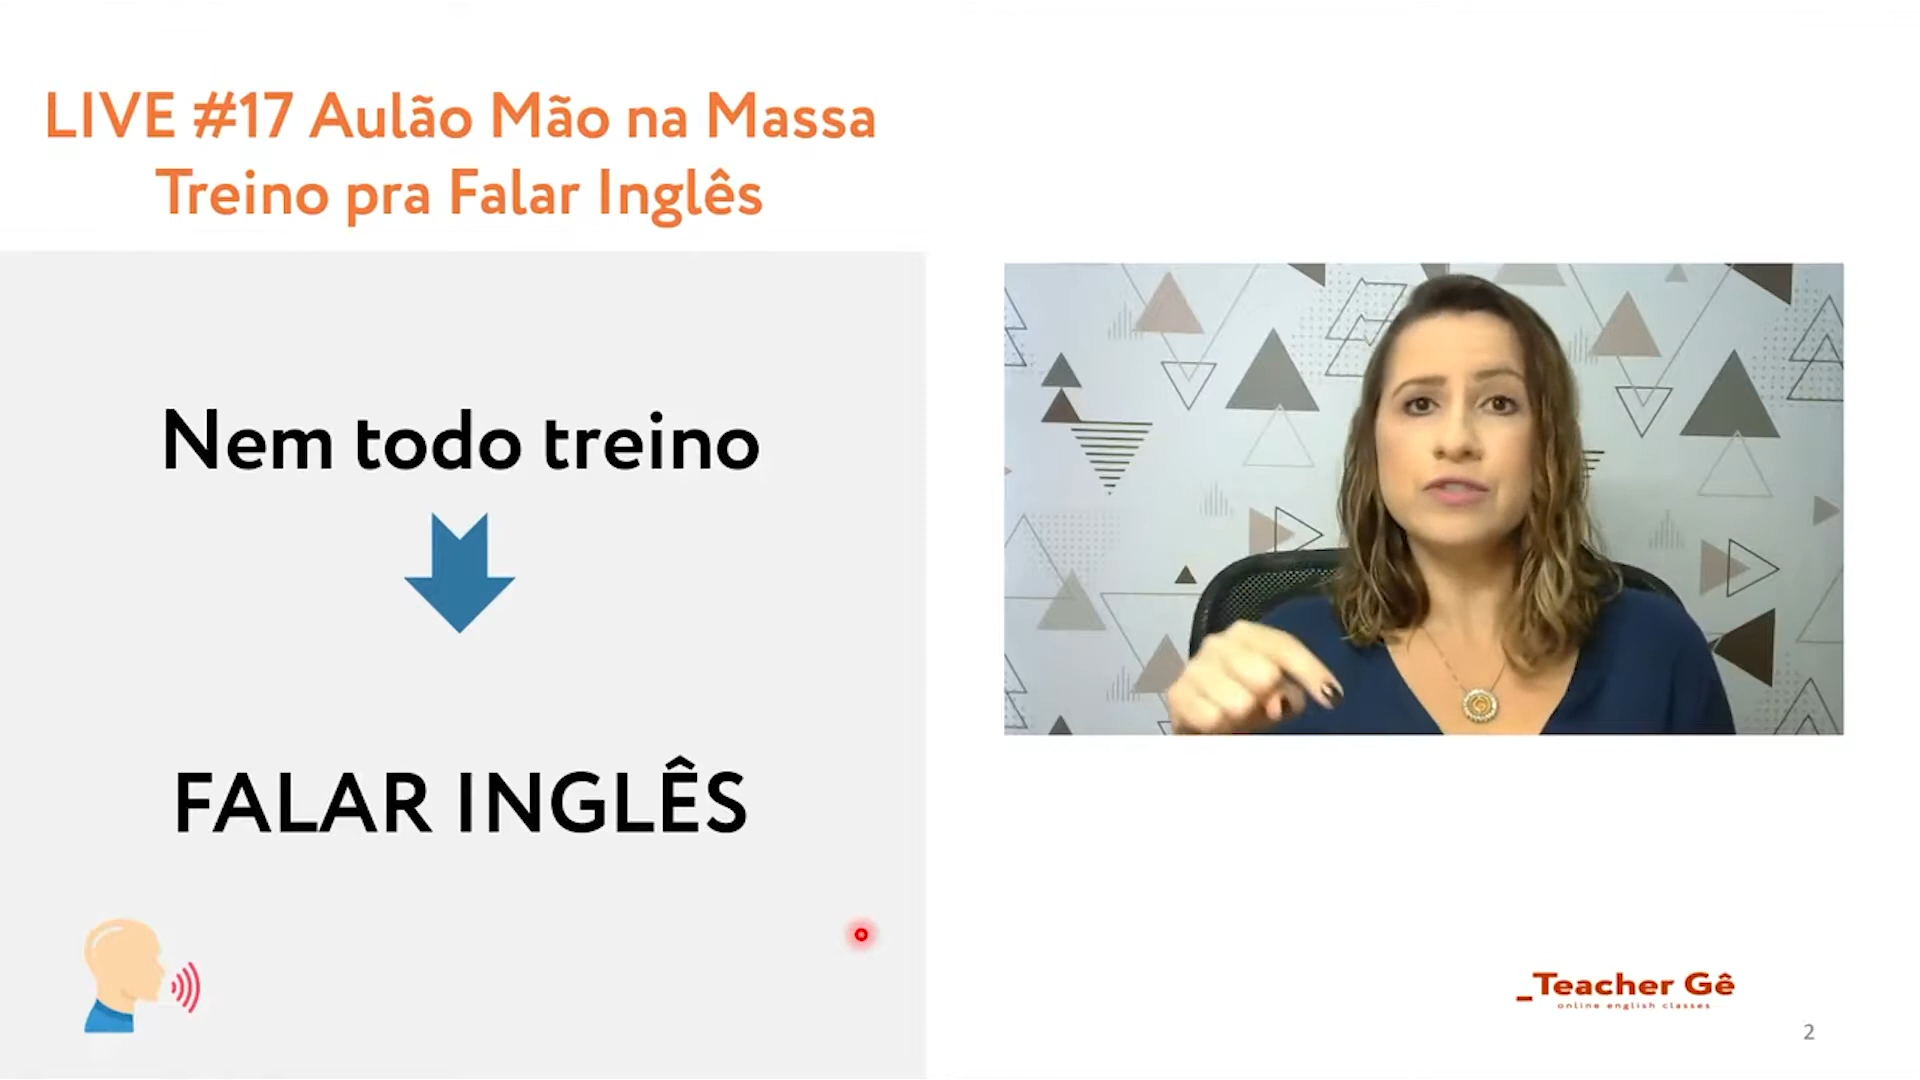 LIVE #17 Aulão Mão na Massa
Treino pra Falar Inglês
Nem todo treino
FALAR INGLÊS
_Teacher Gê
online english classes
2